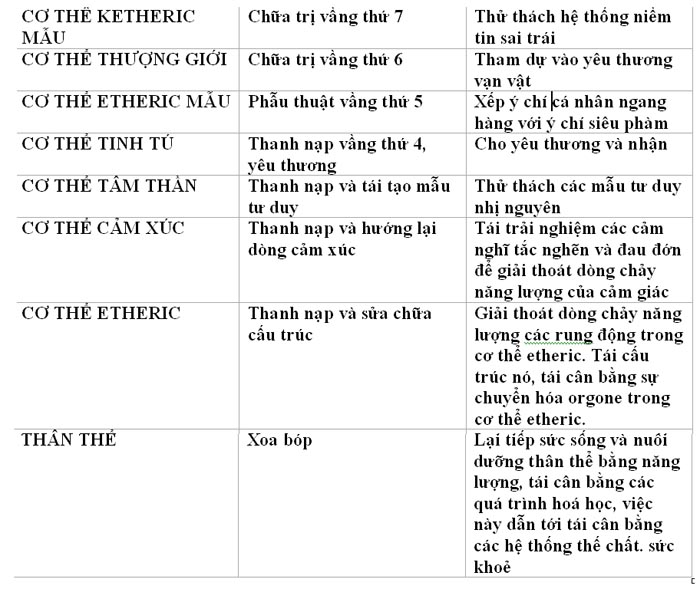 CƠ THỂ KETHERIC MẪU
Chữa trị vầng thứ 7
Thử thách hệ thống niềm tin sai trái
CƠ THỂ THƯỢNG GIỚI
Chữa trị vầng thứ 6
Tham dự vào yêu thương vạn vật
CƠ THỂ ETHERIC MẪU
Phẫu thuật vầng thứ 5
Xếp ý chí cá nhân ngang hàng với ý chí siêu phàm
CƠ THỂ TINH TÚ
Thanh nạp vầng thứ 4, yêu thương
Cho yêu thương và nhận
CƠ THỂ TÂM THẦN
Thanh nạp và tái tạo mẫu tư duy
Thử thách các mẫu tư duy nhị nguyên
CƠ THỂ CẢM XÚC
Thanh nạp và hướng lại dòng cảm xúc
Tái trải nghiệm các cảm nghĩ tắc nghẽn và đau đớn để giải thoát dòng chảy năng lượng của cảm giác
CƠ THỂ ETHERIC
Thanh nạp và sửa chữa cấu trúc
Giải thoát dòng chảy năng lượng các rung động trong cơ thể etheric. Tái cấu trúc nó, tái cân bằng sự chuyển hóa orgone trong cơ thể etheric.
THÂN THỂ
Xoa bóp
Lại tiếp sức sống và nuôi dưỡng thân thể bằng năng lượng, tái cân bằng các quá trình hoá học, việc này dẫn tới tái cân bằng các hệ thống thể chất. sức khoẻ